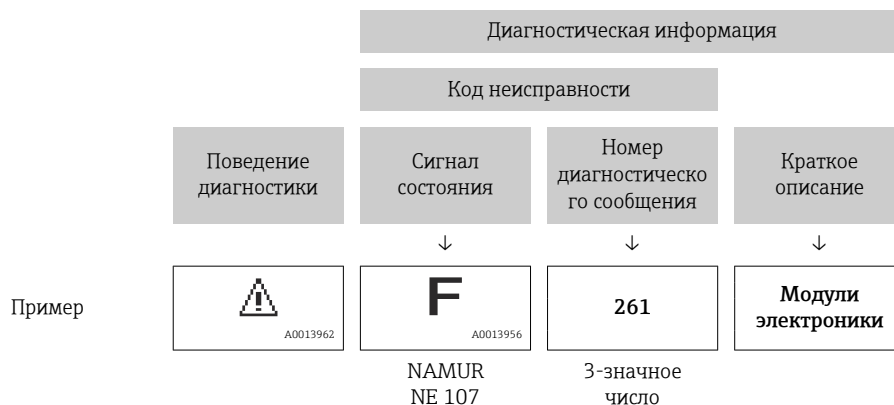 Диагностическая информация
Код неисправности
Поведение
диагностики
Сигнал
состояния
Номер
диагностическо
го сообщения
Краткое
описание
↓ ↓ ↓
Пример
A0013962
F
A0013956
261
Модули
электроники
NAMUR
NE 107
3-значное
число